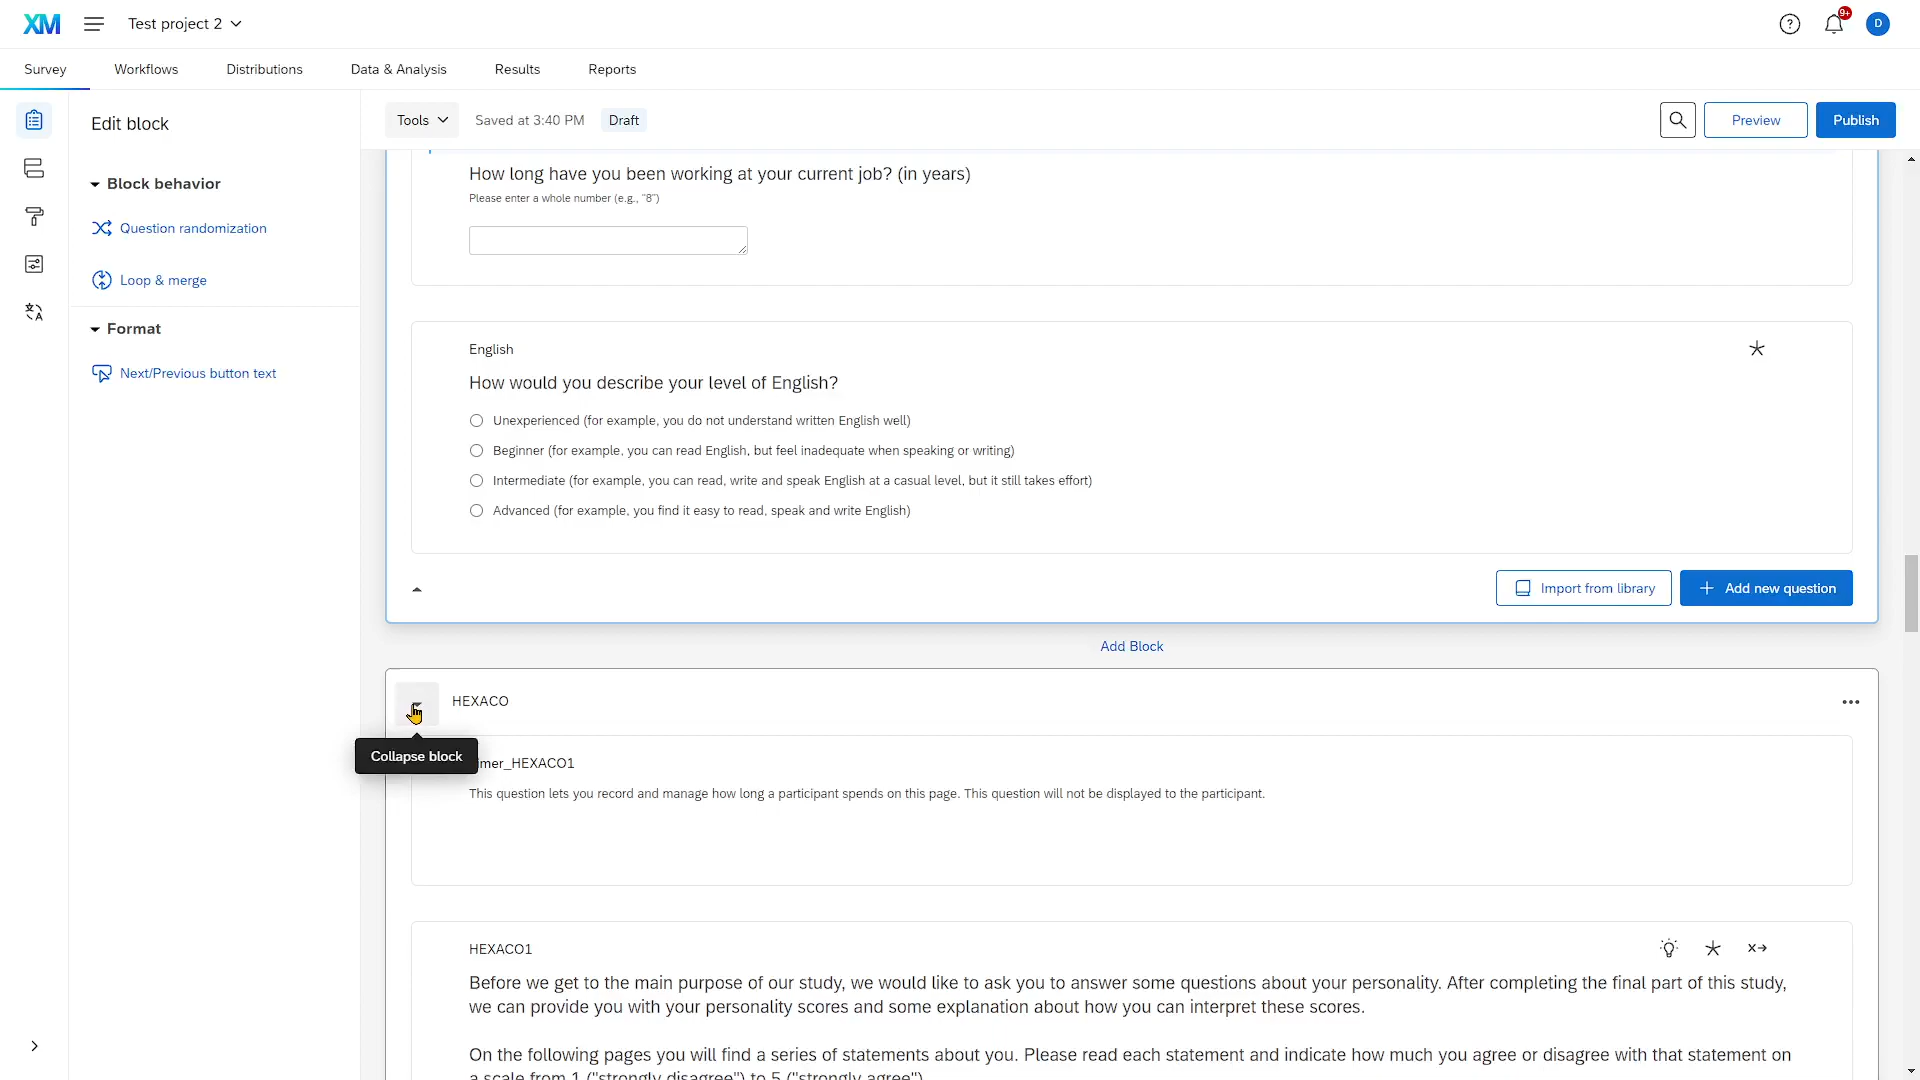 XM
Test project 2
9+
D
Survey
Workflows
Distributions
Data & Analysis
Results
Reports
Edit block
Tools
Saved at 3:40 PM
Draft
Preview
Publish
Block behavior
Question randomization
Loop & merge
Format
Next/Previous button text
How long have you been working at your current job? (in years)
Please enter a whole number (e.g., "8")
English
How would you describe your level of English?
Unexperienced (for example, you do not understand written English well)
Beginner (for example, you can read English, but feel inadequate when speaking or writing)
Intermediate (for example, you can read, write and speak English at a casual level, but it still takes effort)
Advanced (for example, you find it easy to read, speak and write English)
Import from library
Add new question
Add Block
HEXACO
Collapse block
imer_HEXACO1
This question lets you record and manage how long a participant spends on this page. This question will not be displayed to the participant.
HEXACO1
Before we get to the main purpose of our study, we would like to ask you to answer some questions about your personality. After completing the final part of this study,
we can provide you with your personality scores and some explanation about how you can interpret these scores.
On the following pages you will find a series of statements about you. Please read each statement and indicate how much you agree or disagree with that statement on
a scale from 1 ("strongly disagree") to 5 ("strongly agree")